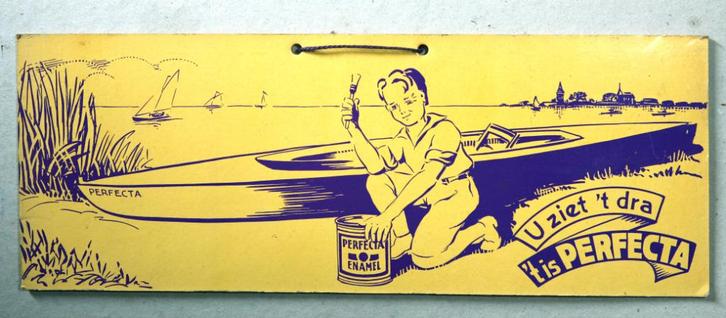 PERFECTA
PERFECTA
ENAMEL
U ziet 't dra
't is PERFECTA